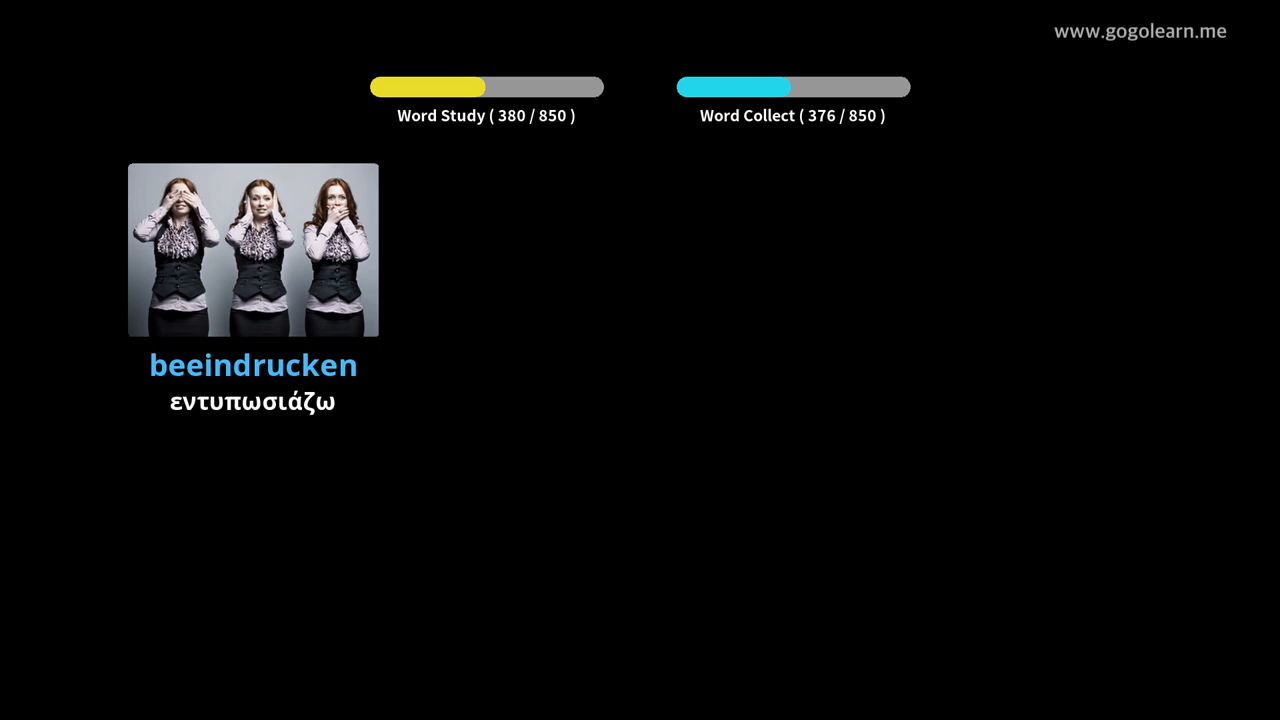 www.gogolearn.me
Word Study ( 380 / 850 )
Word Collect ( 376 / 850 )
beeindrucken
εντυπωσιάζω